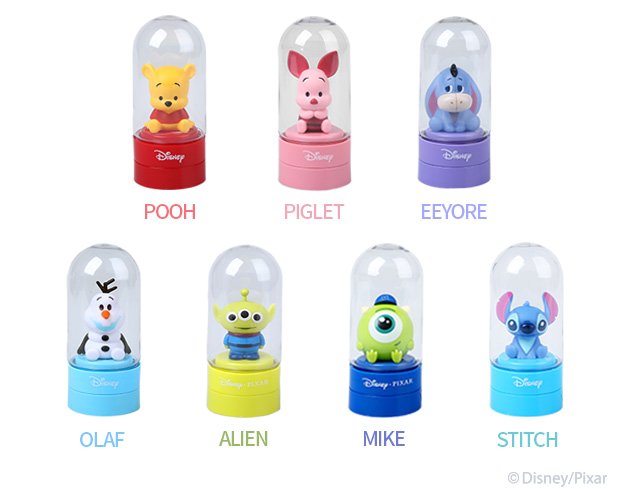 Disney
Disney
Disney
POOH
PIGLET
EEYORE
Disney
Disney · PIXAR
Disney · PIXAR
Disney
OLAF
ALIEN
MIKE
STITCH
© Disney/Pixar